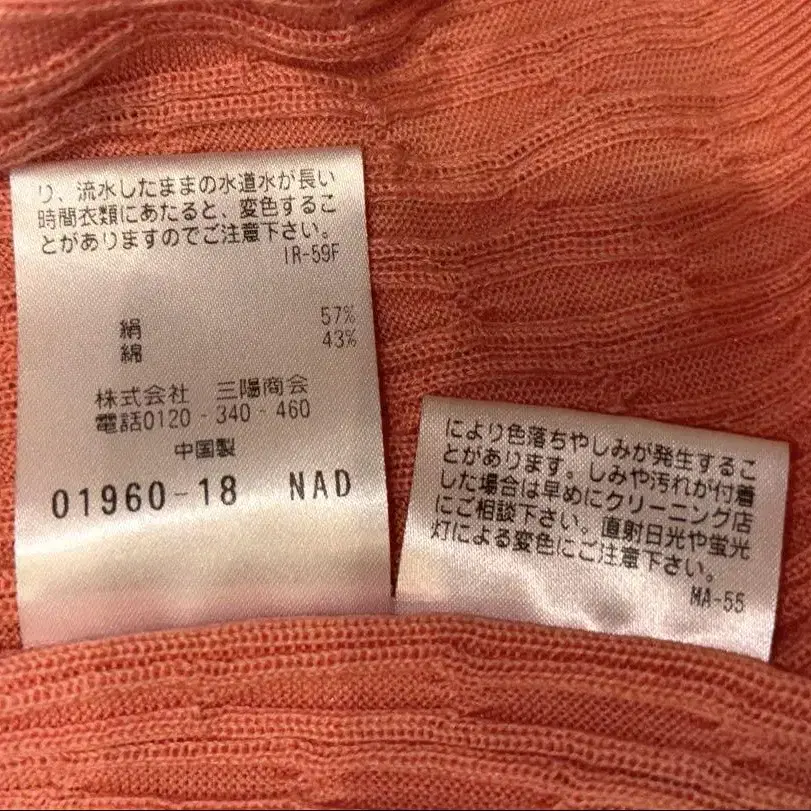 り、流水したままの水道水が長い
時間衣類にあたると、変色するこ
とがありますのでご注意下さい。
IR-59F
絹 57%
綿 43%
株式会社 三陽商会
電話0120-340-460
中国製
01960-18 NAD
により色落ちやしみが発生するこ
とがあります。しみや汚れが付着
した場合は早めにクリーニング店
にご相談下さい。直射日光や蛍光
灯による変色にご注意下さい。
MA-55